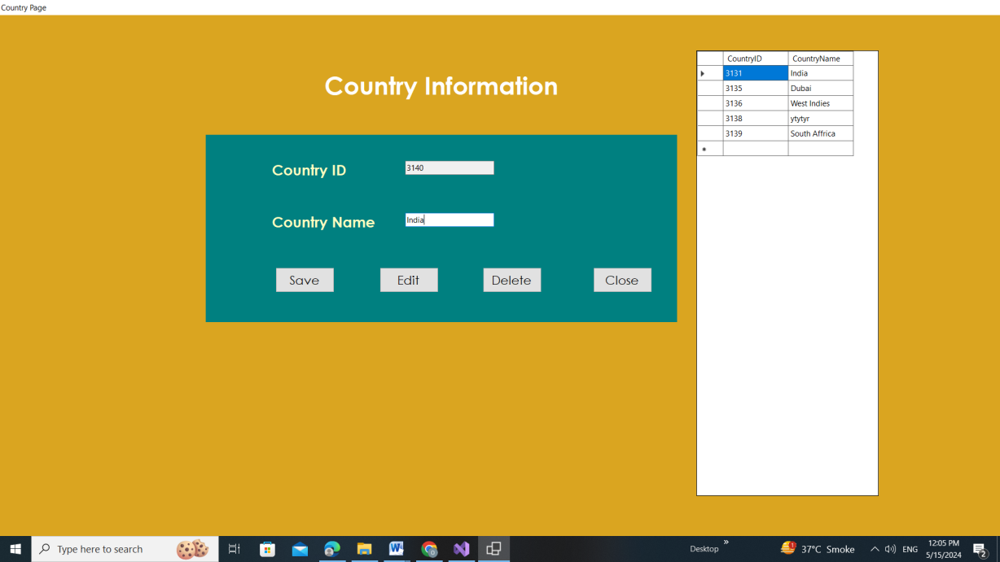 Country Page
Country Information
Country ID
3140
Country Name
India
Save Edit Delete Close
CountryID CountryName
3131 India
3135 Dubai
3136 West Indies
3138 ytytyr
3139 South Affrica
Type here to search
Desktop
»
1
37°C Smoke
ENG
12:05 PM
5/15/2024
2